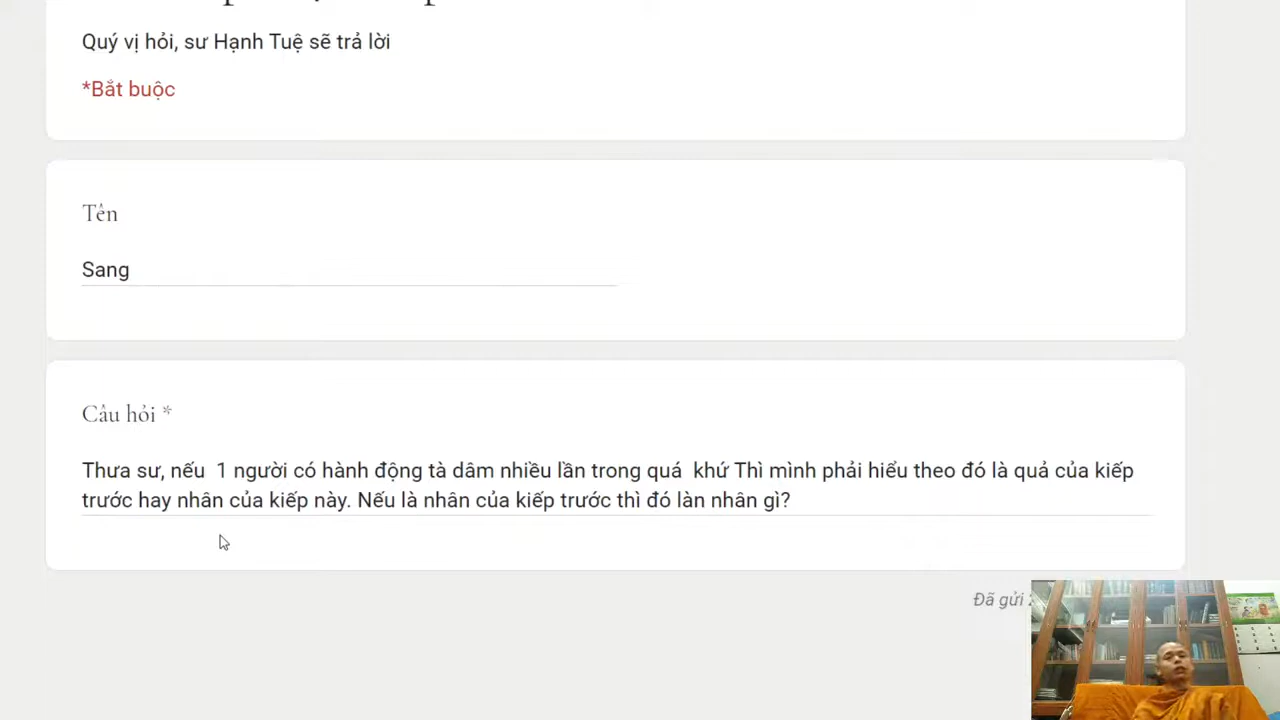 Quý vị hỏi, sư Hạnh Tuệ sẽ trả lời
*Bắt buộc
Tên
Sang
Câu hỏi *
Thưa sư, nếu 1 người có hành động tà dâm nhiều lần trong quá khứ Thì mình phải hiểu theo đó là quả của kiếp
trước hay nhân của kiếp này. Nếu là nhân của kiếp trước thì đó làn nhân gì?
Đã gửi